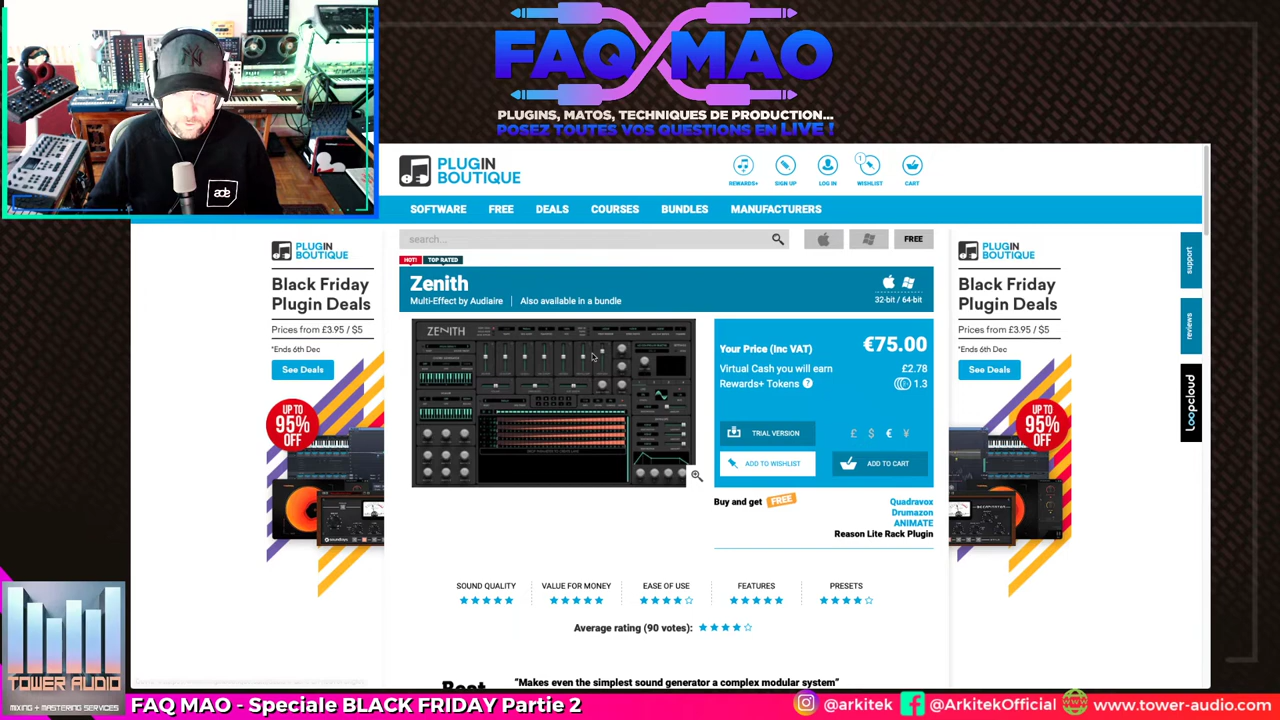 FAQ MAO
PLUGINS, MATOS, TECHNIQUES DE PRODUCTION...
POSEZ TOUTES VOS QUESTIONS EN LIVE !
ade
PLUGIN
BOUTIQUE
REWARDS+
SIGN UP
LOG IN
1
WISHLIST
CART
SOFTWARE
FREE
DEALS
COURSES
BUNDLES
MANUFACTURERS
search...
FREE
HOT!
TOP RATED
Zenith
Multi-Effect by Audiaire
Also available in a bundle
32-bit / 64-bit
ZENITH
Your Price (Inc VAT)
€75.00
Virtual Cash you will earn
£2.78
Rewards+ Tokens ?
1.3
TRIAL VERSION
£ $ € ¥
ADD TO WISHLIST
ADD TO CART
Buy and get FREE
Quadravox
Drumazon
ANIMATE
Reason Lite Rack Plugin
SOUND QUALITY
VALUE FOR MONEY
EASE OF USE
FEATURES
PRESETS
Average rating (90 votes):
"Makes even the simplest sound generator a complex modular system"
PLUGIN
BOUTIQUE
Black Friday
Plugin Deals
Prices from £3.95 / $5
*Ends 6th Dec
See Deals
UP TO
95%
OFF
PLUGIN
BOUTIQUE
Black Friday
Plugin Deals
Prices from £3.95 / $5
*Ends 6th Dec
See Deals
UP TO
95%
OFF
support
reviews
Loopcloud
TOWER AUDIO
MIXING + MASTERING SERVICES
FAQ MAO - Speciale BLACK FRIDAY Partie 2
@arkitek
@ArkitekOfficial
www.tower-audio.com